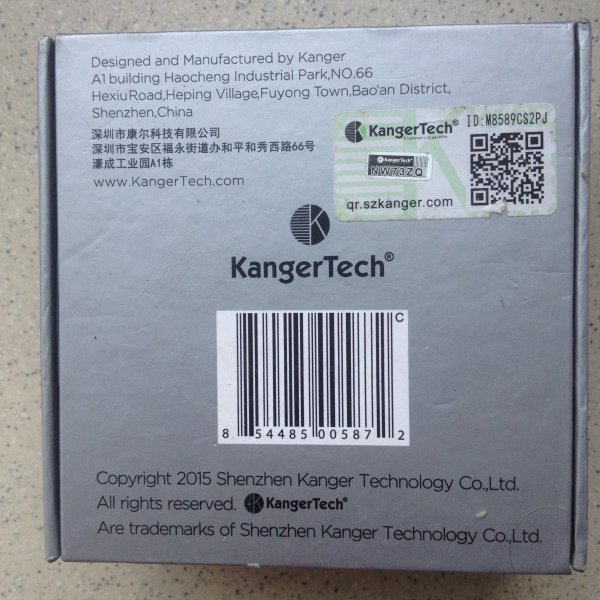 Designed and Manufactured by Kanger
A1 building Haocheng Industrial Park,NO.66
HexiuRoad,Heping Village,Fuyong Town,Bao'an District,
Shenzhen,China
深圳市康尔科技有限公司
深圳市宝安区福永街道办和平和秀西路66号
濠成工业园A1栋
www.KangerTech.com
KangerTech®
Electronic Cigarette
ID:M8589CS2PJ
KangerTech
NW73ZQ
qr.szkanger.com
KangerTech®
C
8 54485 00587 2
Copyright 2015 Shenzhen Kanger Technology Co.,Ltd.
All rights reserved. KangerTech®
Are trademarks of Shenzhen Kanger Technology Co.,Ltd.